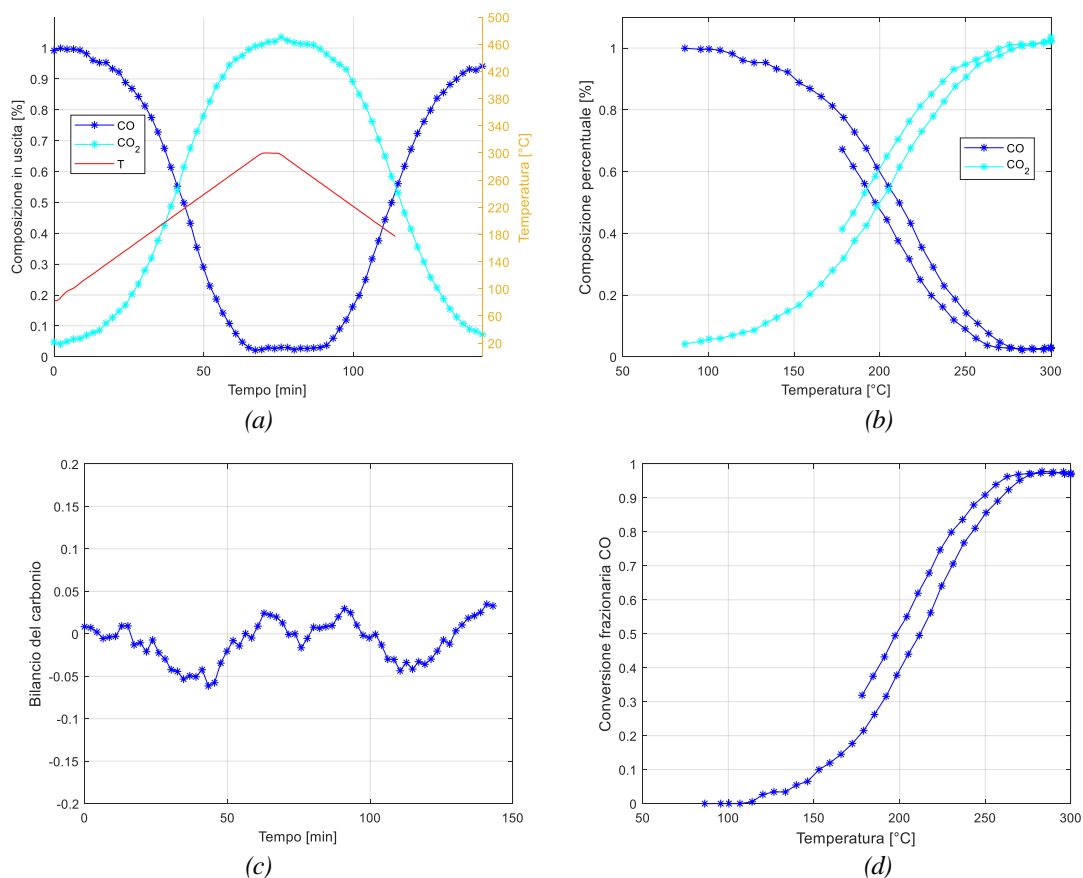 Composizione in uscita [%]
1
0.9
0.8
0.7
0.6
0.5
0.4
0.3
0.2
0.1
0
CO
CO2
T
500
460
420
380
340
300
260
220
180
140
100
60
20
Temperatura [°C]
0 50 100
Tempo [min]
(a)
Composizione percentuale [%]
1
0.8
0.6
0.4
0.2
0
CO
CO2
50 100 150 200 250 300
Temperatura [°C]
(b)
Bilancio del carbonio
0.2
0.15
0.1
0.05
0
-0.05
-0.1
-0.15
-0.2
0 50 100 150
Tempo [min]
(c)
Conversione frazionaria CO
1
0.9
0.8
0.7
0.6
0.5
0.4
0.3
0.2
0.1
0
50 100 150 200 250 300
Temperatura [°C]
(d)